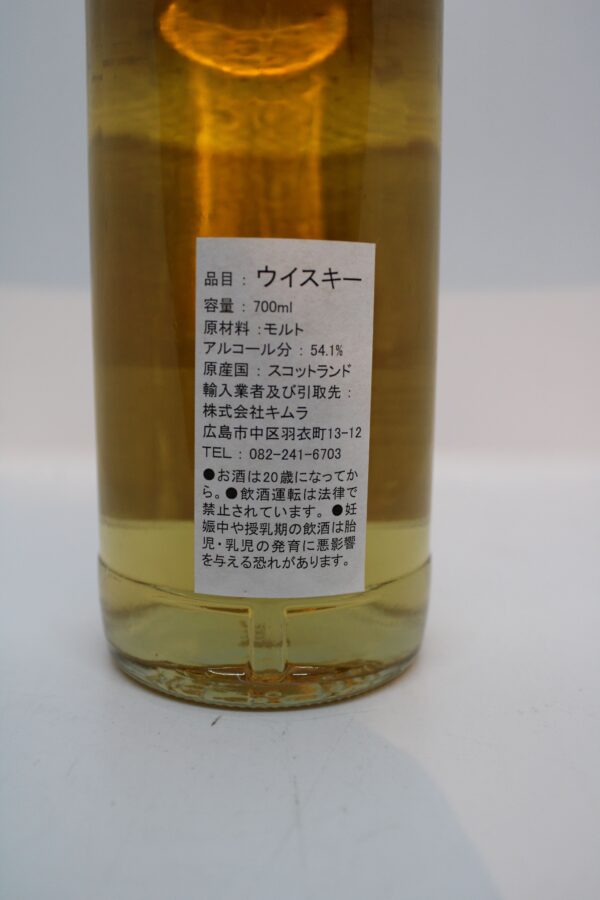 品目 : ウイスキー
容量 : 700ml
原材料 :モルト
アルコール分 : 54.1%
原産国 : スコットランド
輸入業者及び引取先 :
株式会社キムラ
広島市中区羽衣町13-12
TEL : 082-241-6703
●お酒は20歳になってか
ら。●飲酒運転は法律で
禁止されています。●妊
娠中や授乳期の飲酒は胎
児・乳児の発育に悪影響
を与える恐れがあります。